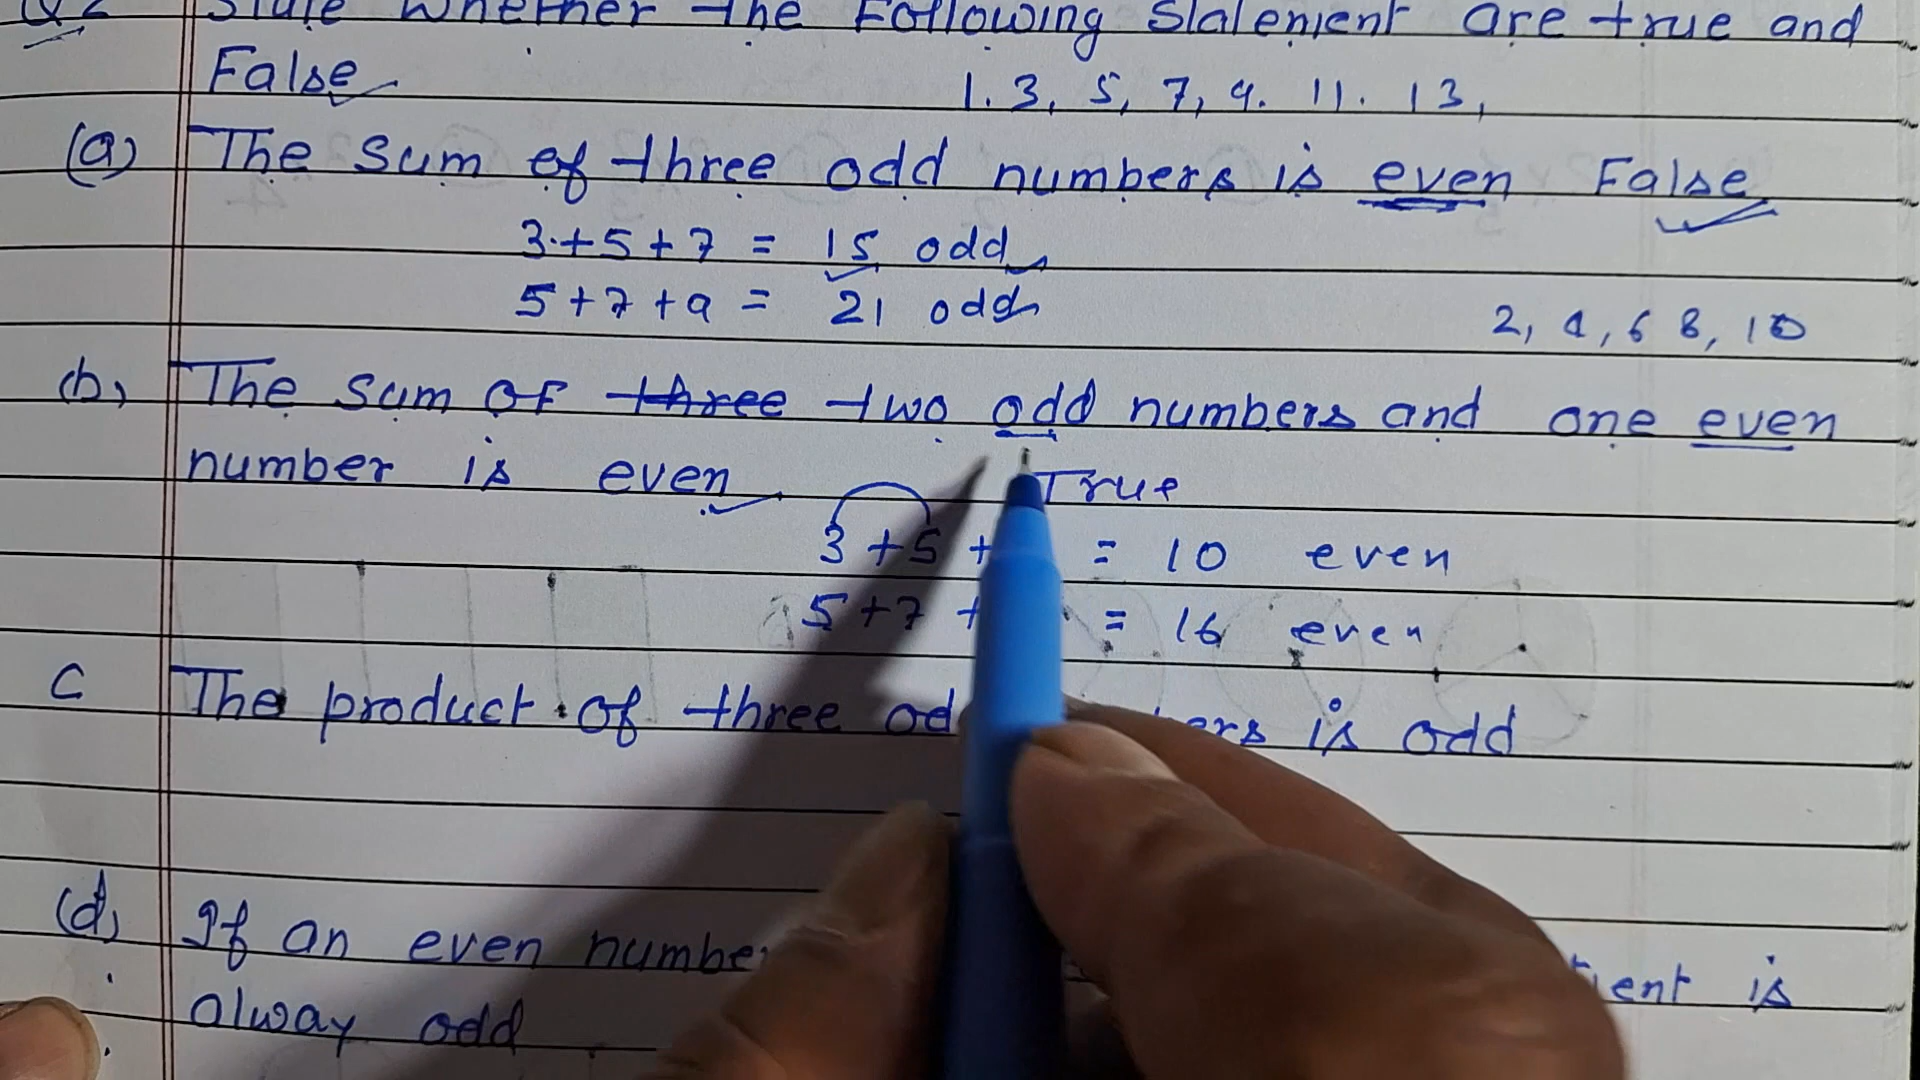 State Whether the Following Statement are true and
False
1. 3, 5, 7, 9. 11. 13,
(a) The Sum of three odd numbers is even False
3+5+7 = 15 odd
5+7+9 = 21 odd
2, 4, 6 8, 10
(b) The Sum OF three two odd numbers and one even
number is even True
3+5+ = 10 even
5+7+ = 16 even
C The product of three is odd
(d) If an even is
alway odd